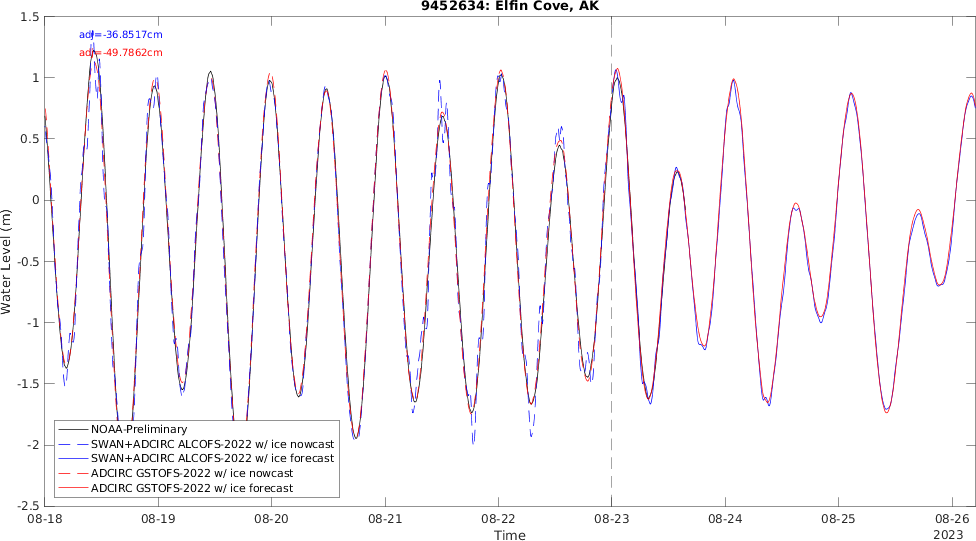 9452634: Elfin Cove, AK
adj=-36.8517cm
adj=-49.7862cm
Water Level (m)
1.5
1
0.5
0
-0.5
-1
-1.5
-2
-2.5
NOAA-Preliminary
SWAN+ADCIRC ALCOFS-2022 w/ ice nowcast
SWAN+ADCIRC ALCOFS-2022 w/ ice forecast
ADCIRC GSTOFS-2022 w/ ice nowcast
ADCIRC GSTOFS-2022 w/ ice forecast
08-18 08-19 08-20 08-21 08-22 08-23 08-24 08-25 08-26
2023
Time